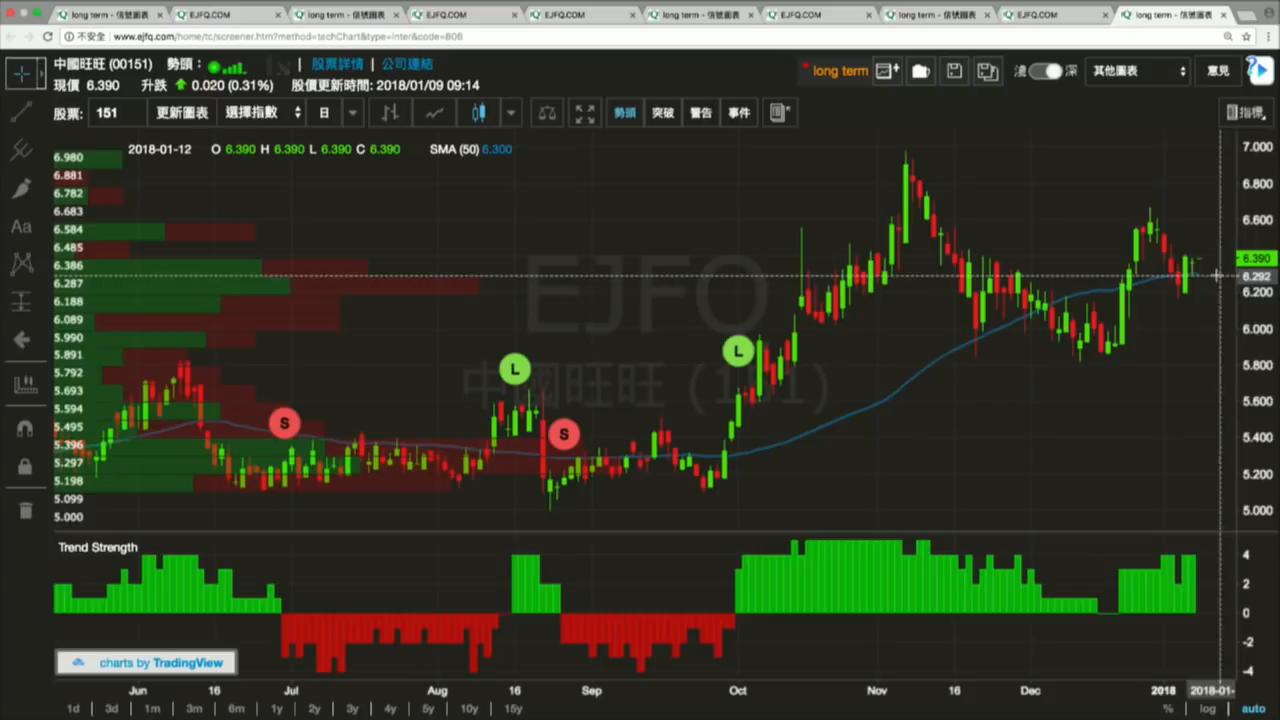 long term - 信號圖表
EJFQ.COM
long term - 信號圖表
EJFQ.COM
EJFQ.COM
long term - 信號圖表
EJFQ.COM
long term - 信號圖表
EJFQ.COM
long term - 信號圖表
不安全 www.ejfq.com/home/tc/screener.htm?method=techChart&type=inter&code=806
中國旺旺 (00151) 勢頭：
股票詳情 | 公司連結
現價 6.390 升跌 0.020 (0.31%) 股價更新時間: 2018/01/09 09:14
* long term
淺 深
其他圖表
意見
股票: 151 更新圖表 選擇指數 日
勢頭 突破 警告 事件
指標
2018-01-12 O 6.390 H 6.390 L 6.390 C 6.390 SMA (50) 6.300
6.980
6.881
6.782
6.683
6.584
6.485
6.386
6.287
6.188
6.089
5.990
5.891
5.792
5.693
5.594
5.495
5.396
5.297
5.198
5.099
5.000
Aa
EJFQ
中國旺旺 (151)
S
L
S
L
7.000
6.800
6.600
6.390
6.292
6.200
6.000
5.800
5.600
5.400
5.200
5.000
Trend Strength
4
2
0
-2
-4
charts by TradingView
Jun 16 Jul Aug 16 Sep Oct Nov 16 Dec 2018 2018-01-
1d | 3d | 1m | 3m | 6m | 1y | 2y | 3y | 4y | 5y | 10y | 15y
% | log | auto